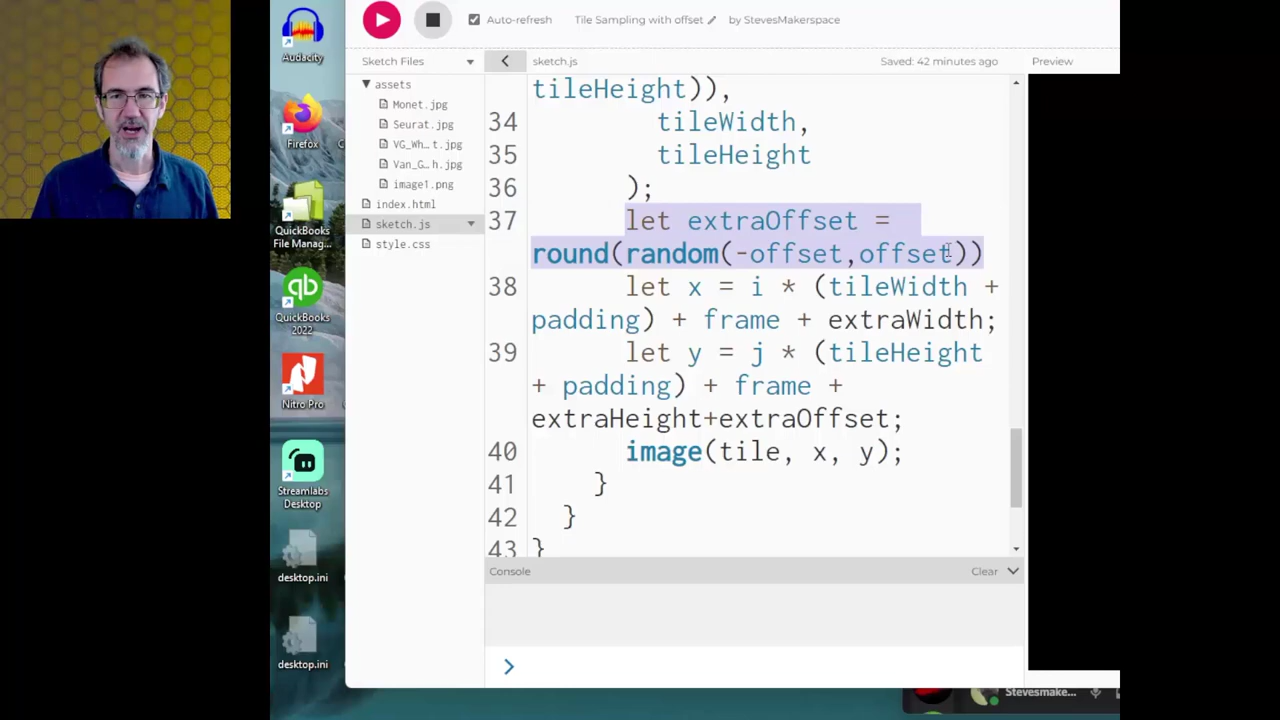 Audacity
Firefox
QuickBooks
File Manag...
QuickBooks
2022
Nitro Pro
Streamlabs
Desktop
desktop.ini
desktop.ini
Auto-refresh
Tile Sampling with offset
by StevesMakerspace
Sketch Files
sketch.js
Saved: 42 minutes ago
Preview
assets
Monet.jpg
Seurat.jpg
VG_Wh…t.jpg
Van_G…h.jpg
image1.png
index.html
sketch.js
style.css
tileHeight)),
34 tileWidth,
35 tileHeight
36 );
37 let extraOffset =
round(random(-offset,offset))
38 let x = i * (tileWidth +
padding) + frame + extraWidth;
39 let y = j * (tileHeight
+ padding) + frame +
extraHeight+extraOffset;
40 image(tile, x, y);
41 }
42 }
43 }
Console
Clear
>
Stevesmake...